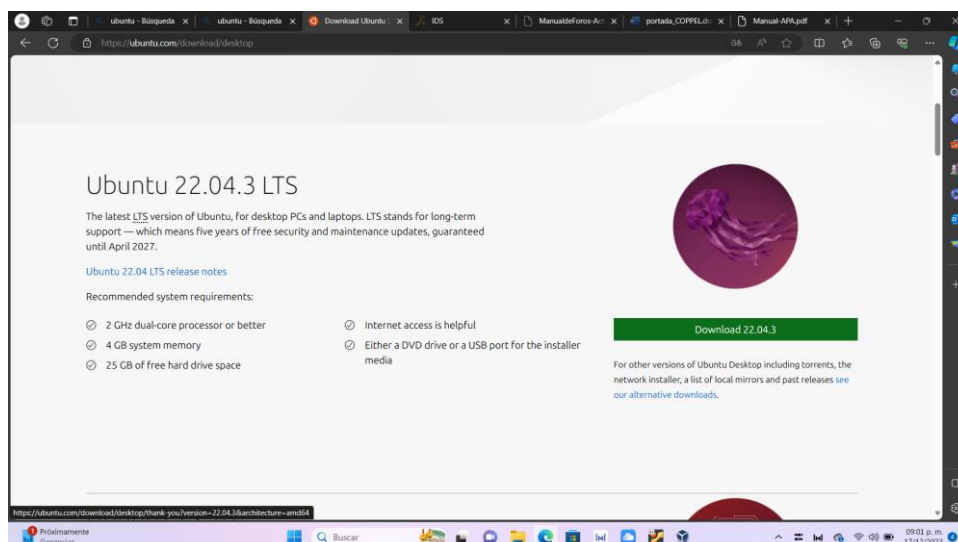 ubuntu - Búsqueda
ubuntu - Búsqueda
Download Ubuntu
IDS
ManualdeForos-Act
portada_COPPEL.do
Manual-APA.pdf
https://ubuntu.com/download/desktop
Ubuntu 22.04.3 LTS
The latest LTS version of Ubuntu, for desktop PCs and laptops. LTS stands for long-term
support — which means five years of free security and maintenance updates, guaranteed
until April 2027.
Ubuntu 22.04 LTS release notes
Recommended system requirements:
2 GHz dual-core processor or better
4 GB system memory
25 GB of free hard drive space
Internet access is helpful
Either a DVD drive or a USB port for the installer
media
Download 22.04.3
For other versions of Ubuntu Desktop including torrents, the
network installer, a list of local mirrors and past releases see
our alternative downloads.
https://ubuntu.com/download/desktop/thank-you?version=22.04.3&architecture=amd64
Próximamente
Ganancias
Buscar
09:01 p. m.
17/12/2023